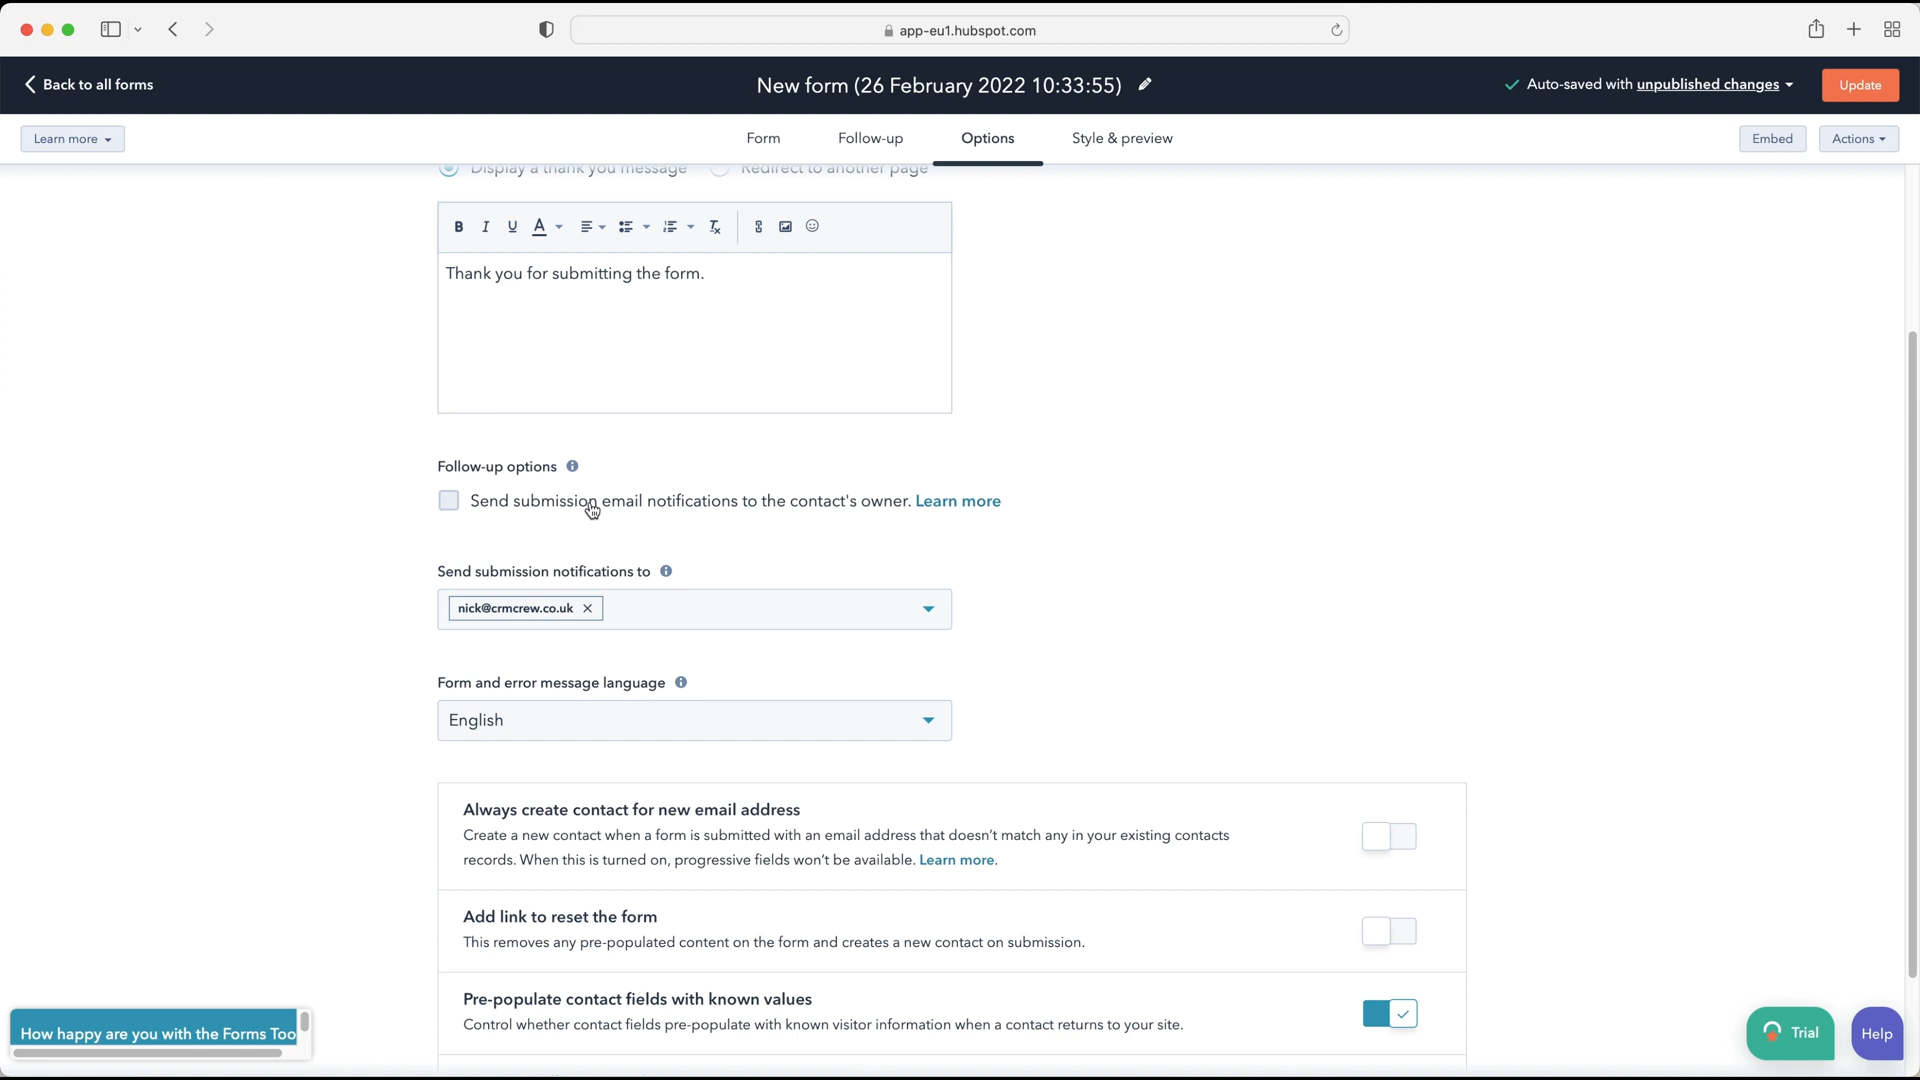 app-eu1.hubspot.com
Back to all forms
New form (26 February 2022 10:33:55)
Auto-saved with unpublished changes
Update
Learn more
Form
Follow-up
Options
Style & preview
Embed
Actions
Display a thank you message
Redirect to another page
B I U A
Thank you for submitting the form.
Follow-up options
Send submission email notifications to the contact's owner. Learn more
Send submission notifications to
nick@crmcrew.co.uk
Form and error message language
English
Always create contact for new email address
Create a new contact when a form is submitted with an email address that doesn't match any in your existing contacts
records. When this is turned on, progressive fields won't be available. Learn more.
Add link to reset the form
This removes any pre-populated content on the form and creates a new contact on submission.
Pre-populate contact fields with known values
Control whether contact fields pre-populate with known visitor information when a contact returns to your site.
How happy are you with the Forms Too
Trial
Help